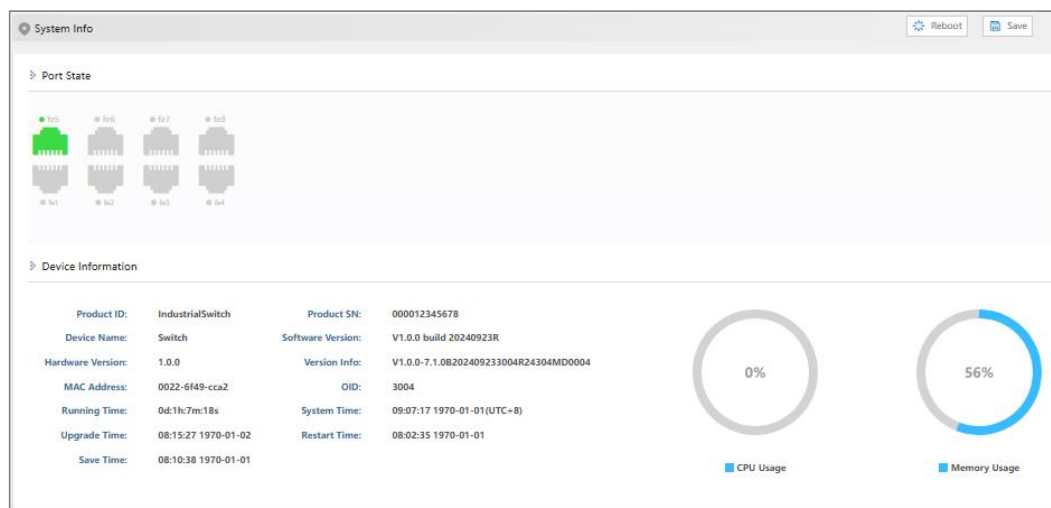 System Info
Reboot
Save
Port State
fe5 fe6 fe7 fe8
fe1 fe2 fe3 fe4
Device Information
Product ID: IndustrialSwitch Product SN: 000012345678
Device Name: Switch Software Version: V1.0.0 build 20240923R
Hardware Version: 1.0.0 Version Info: V1.0.0-7.1.0B202409233004R24304MD0004
MAC Address: 0022-6f49-cca2 OID: 3004
Running Time: 0d:1h:7m:18s System Time: 09:07:17 1970-01-01(UTC+8)
Upgrade Time: 08:15:27 1970-01-02 Restart Time: 08:02:35 1970-01-01
Save Time: 08:10:38 1970-01-01
0%
56%
CPU Usage
Memory Usage